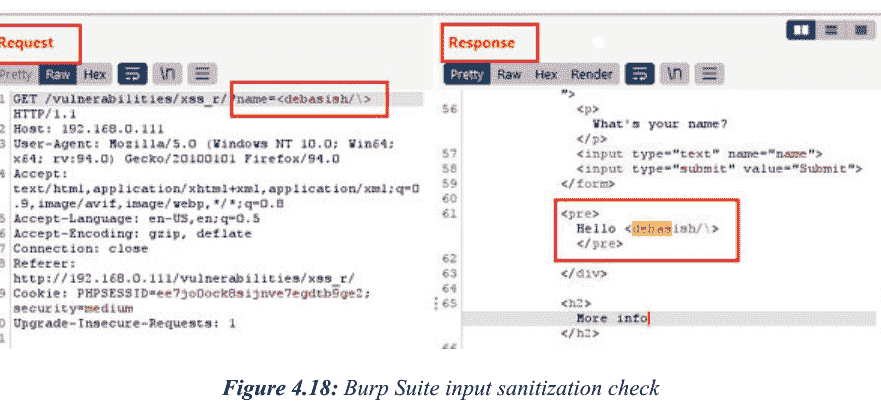 Request
Pretty Raw Hex \n
GET /vulnerabilities/xss_r/?name=<debasish/\>
HTTP/1.1
2 Host: 192.168.0.111
3 User-Agent: Mozilla/5.0 (Windows NT 10.0; Win64;
x64; rv:94.0) Gecko/20100101 Firefox/94.0
Accept:
text/html,application/xhtml+xml,application/xml;q=0
.9,image/avif,image/webp,*/*;q=0.8
5 Accept-Language: en-US,en;q=0.5
6 Accept-Encoding: gzip, deflate
7 Connection: close
8 Referer:
http://192.168.0.111/vulnerabilities/xss_r/
9 Cookie: PHPSESSID=ee7jo0ock8sijnve7egdtb9ge2;
security=medium
0 Upgrade-Insecure-Requests: 1
1
Response
Pretty Raw Hex Render \n
">
56 <p>
What's your name?
</p>
57 <input type="text" name="name">
58 <input type="submit" value="Submit">
59 </form>
60
61 <pre>
Hello <debasish/\>
</pre>
62
63 </div>
64
65 <h2>
More info
</h2>
66
Figure 4.18: Burp Suite input sanitization check